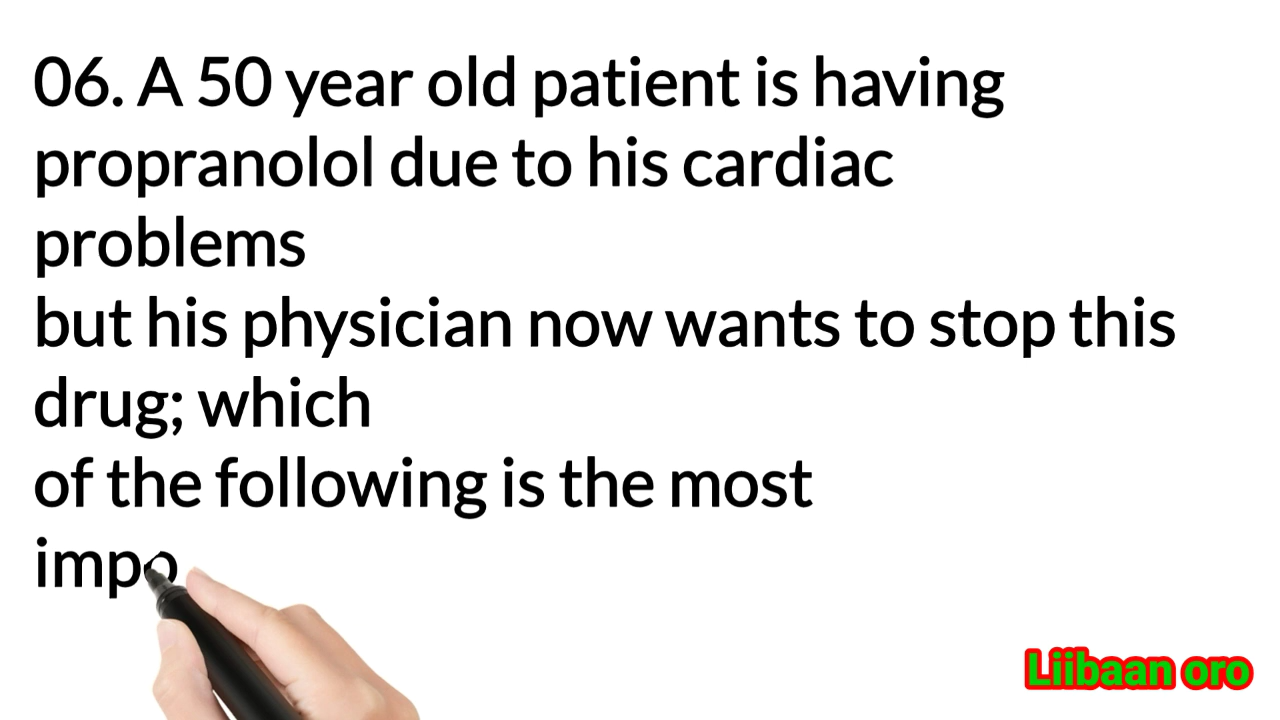 06. A 50 year old patient is having
propranolol due to his cardiac
problems
but his physician now wants to stop this
drug; which
of the following is the most
impo
Liibaan oro